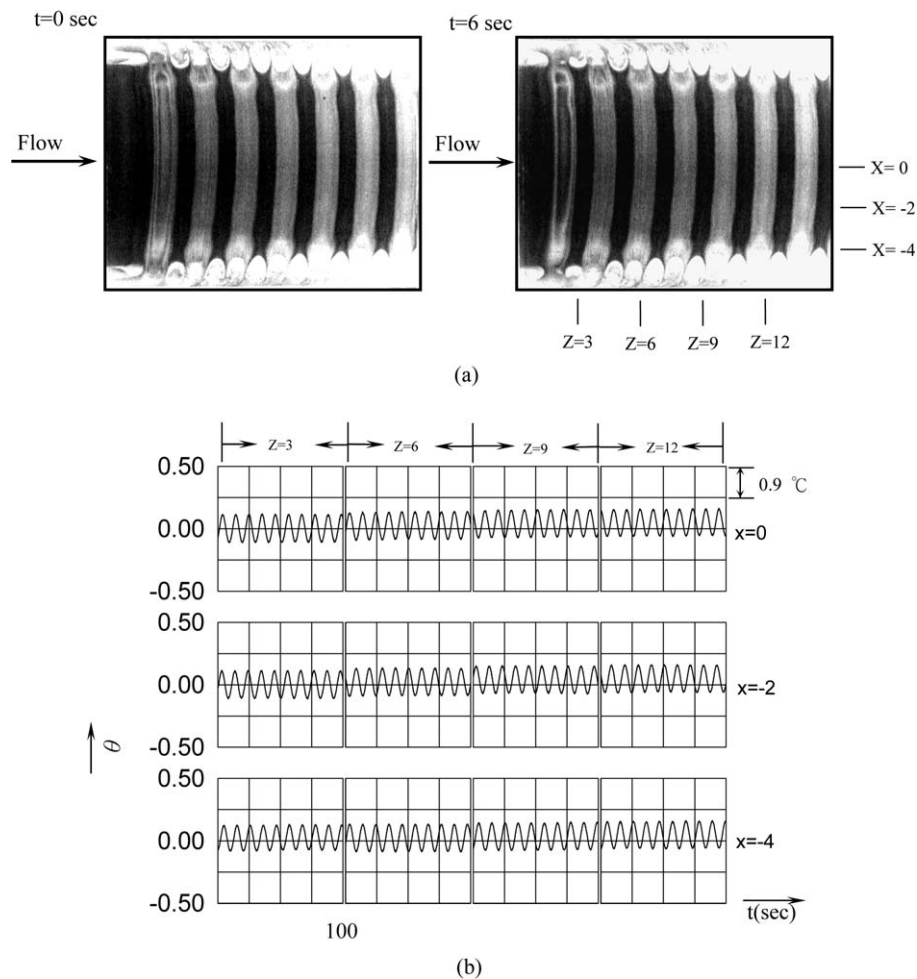 t=0 sec
t=6 sec
Flow
Flow
X= 0
X= -2
X= -4
Z=3
Z=6
Z=9
Z=12
(a)
Z=3
Z=6
Z=9
Z=12
0.50
0.00
-0.50
0.9 ℃
x=0
0.50
0.00
-0.50
x=-2
θ
0.50
0.00
-0.50
x=-4
t(sec)
100
(b)